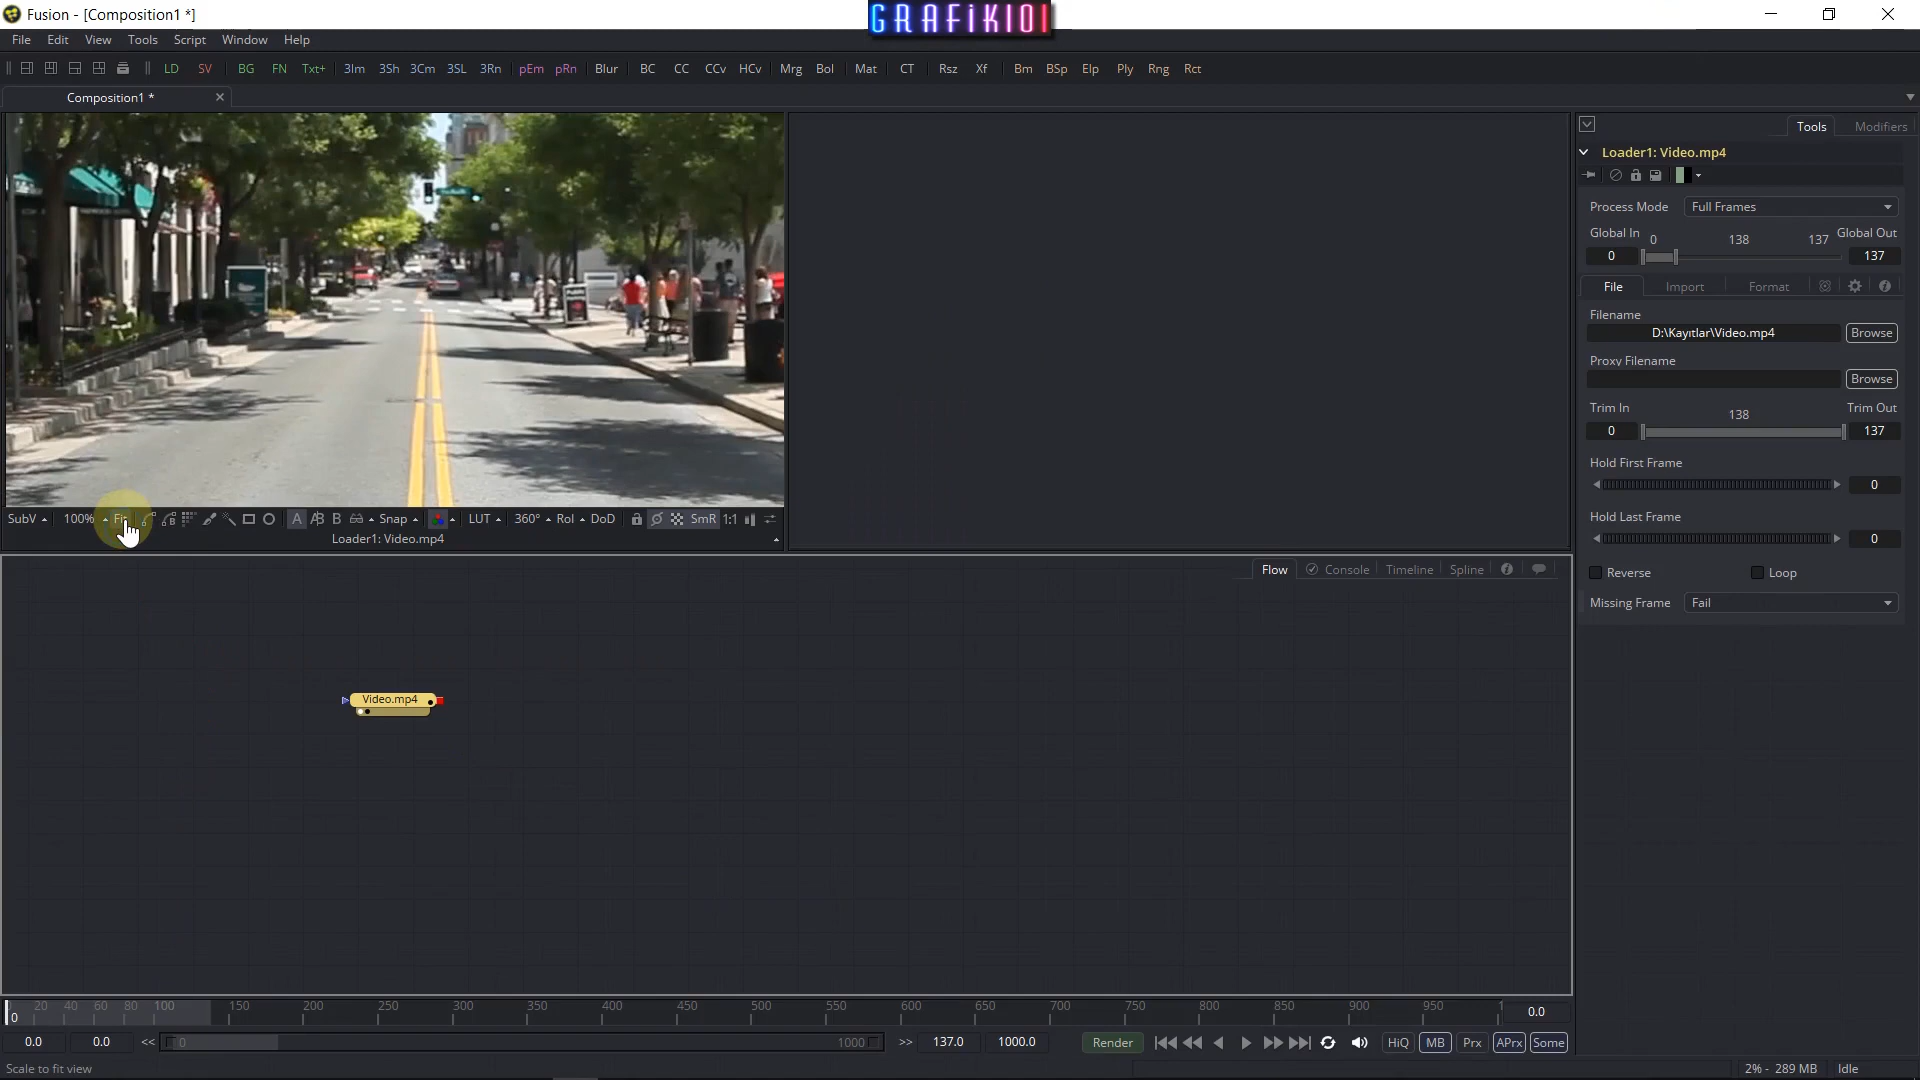 Fusion - [Composition1 *]
GRAFİK101
File Edit View Tools Script Window Help
LD SV BG FN Txt+ 3Im 3Sh 3Cm 3SL 3Rn pEm pRn Blur BC CC CCv HCv Mrg Bol Mat CT Rsz Xf Bm BSp Elp Ply Rng Rct
Composition1 *
Tools Modifiers
Loader1: Video.mp4
Process Mode Full Frames
Global In 0 138 137 Global Out
0 137
File Import Format
Filename
D:\Kayıtlar\Video.mp4 Browse
Proxy Filename
Browse
Trim In 138 Trim Out
0 137
Hold First Frame
0
Hold Last Frame
0
Reverse Loop
Missing Frame Fail
SubV 100% Fit A B Snap LUT 360° RoI DoD SmR 1:1
Loader1: Video.mp4
Flow Console Timeline Spline
Video.mp4
0 20 40 60 80 100 150 200 250 300 350 400 450 500 550 600 650 700 750 800 850 900 950 1 0.0
0.0 0.0 << 0 1000 >> 137.0 1000.0 Render HiQ MB Prx APrx Some
Scale to fit view 2% - 289 MB Idle